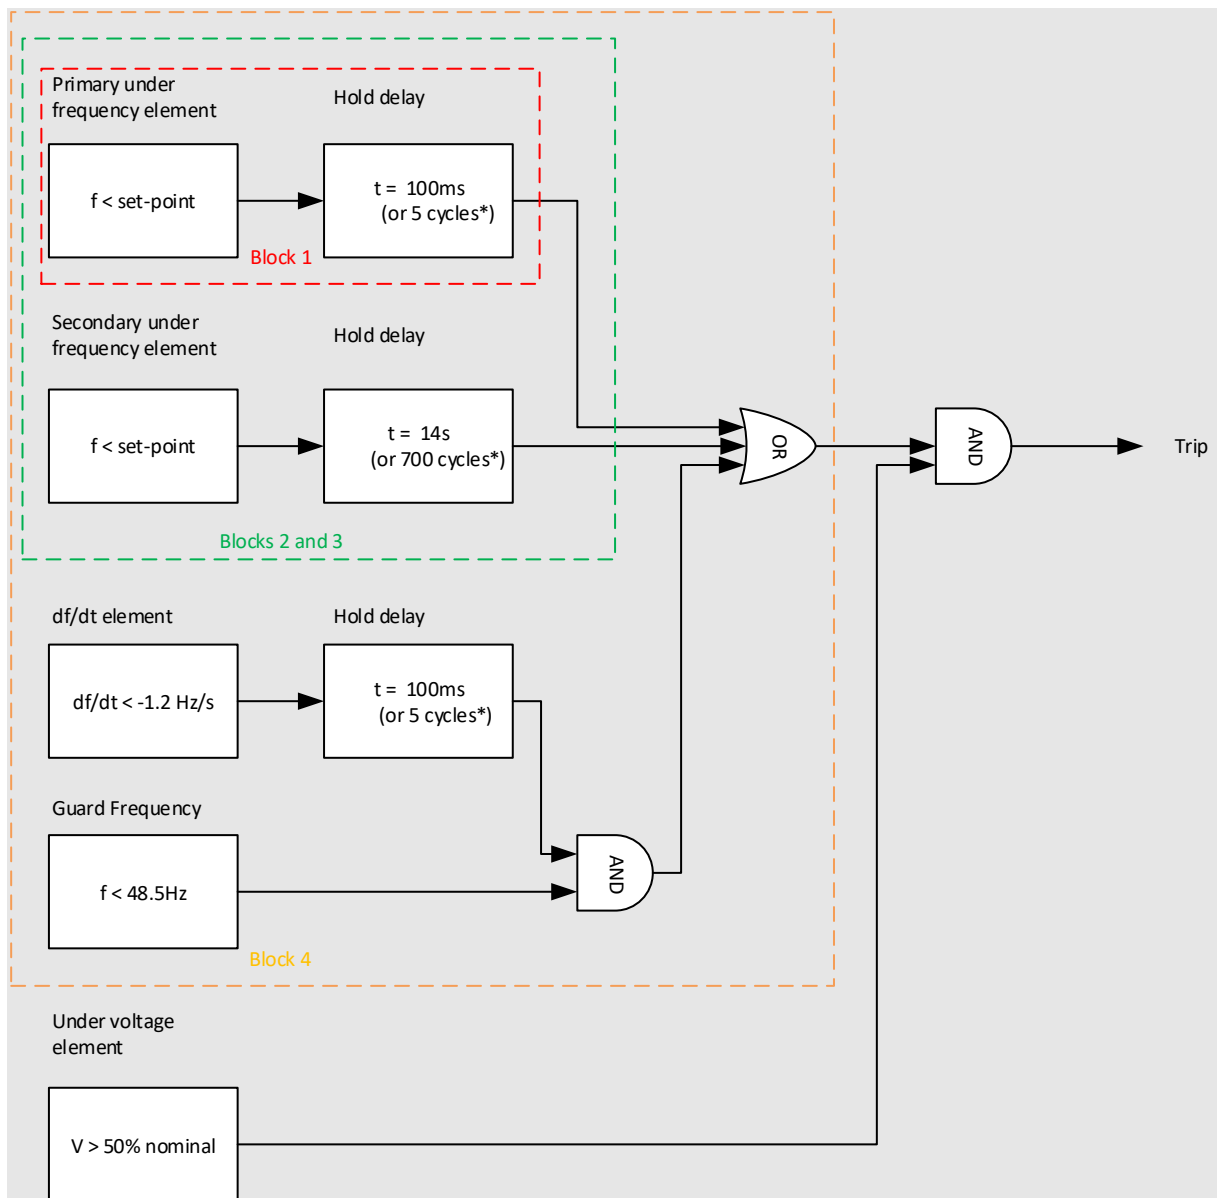 Primary under
frequency element
Hold delay
f < set-point
t = 100ms
(or 5 cycles*)
Block 1
Secondary under
frequency element
Hold delay
f < set-point
t = 14s
(or 700 cycles*)
OR
AND
Trip
Blocks 2 and 3
df/dt element
Hold delay
df/dt < -1.2 Hz/s
t = 100ms
(or 5 cycles*)
Guard Frequency
f < 48.5Hz
AND
Block 4
Under voltage
element
V > 50% nominal